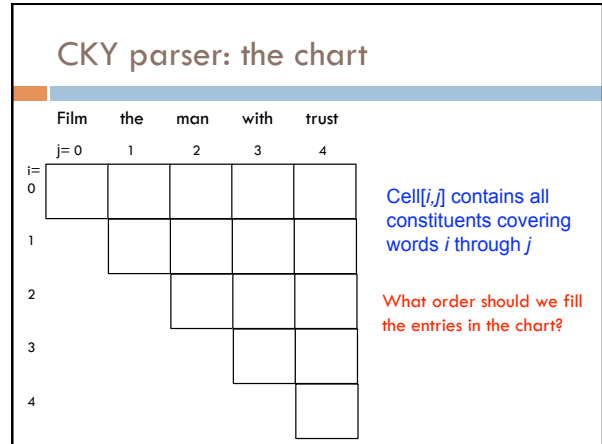 CKY parser: the chart
Film the man with trust
j= 0 1 2 3 4
i=
0
1
2
3
4
Cell[i,j] contains all
constituents covering
words i through j
What order should we fill
the entries in the chart?